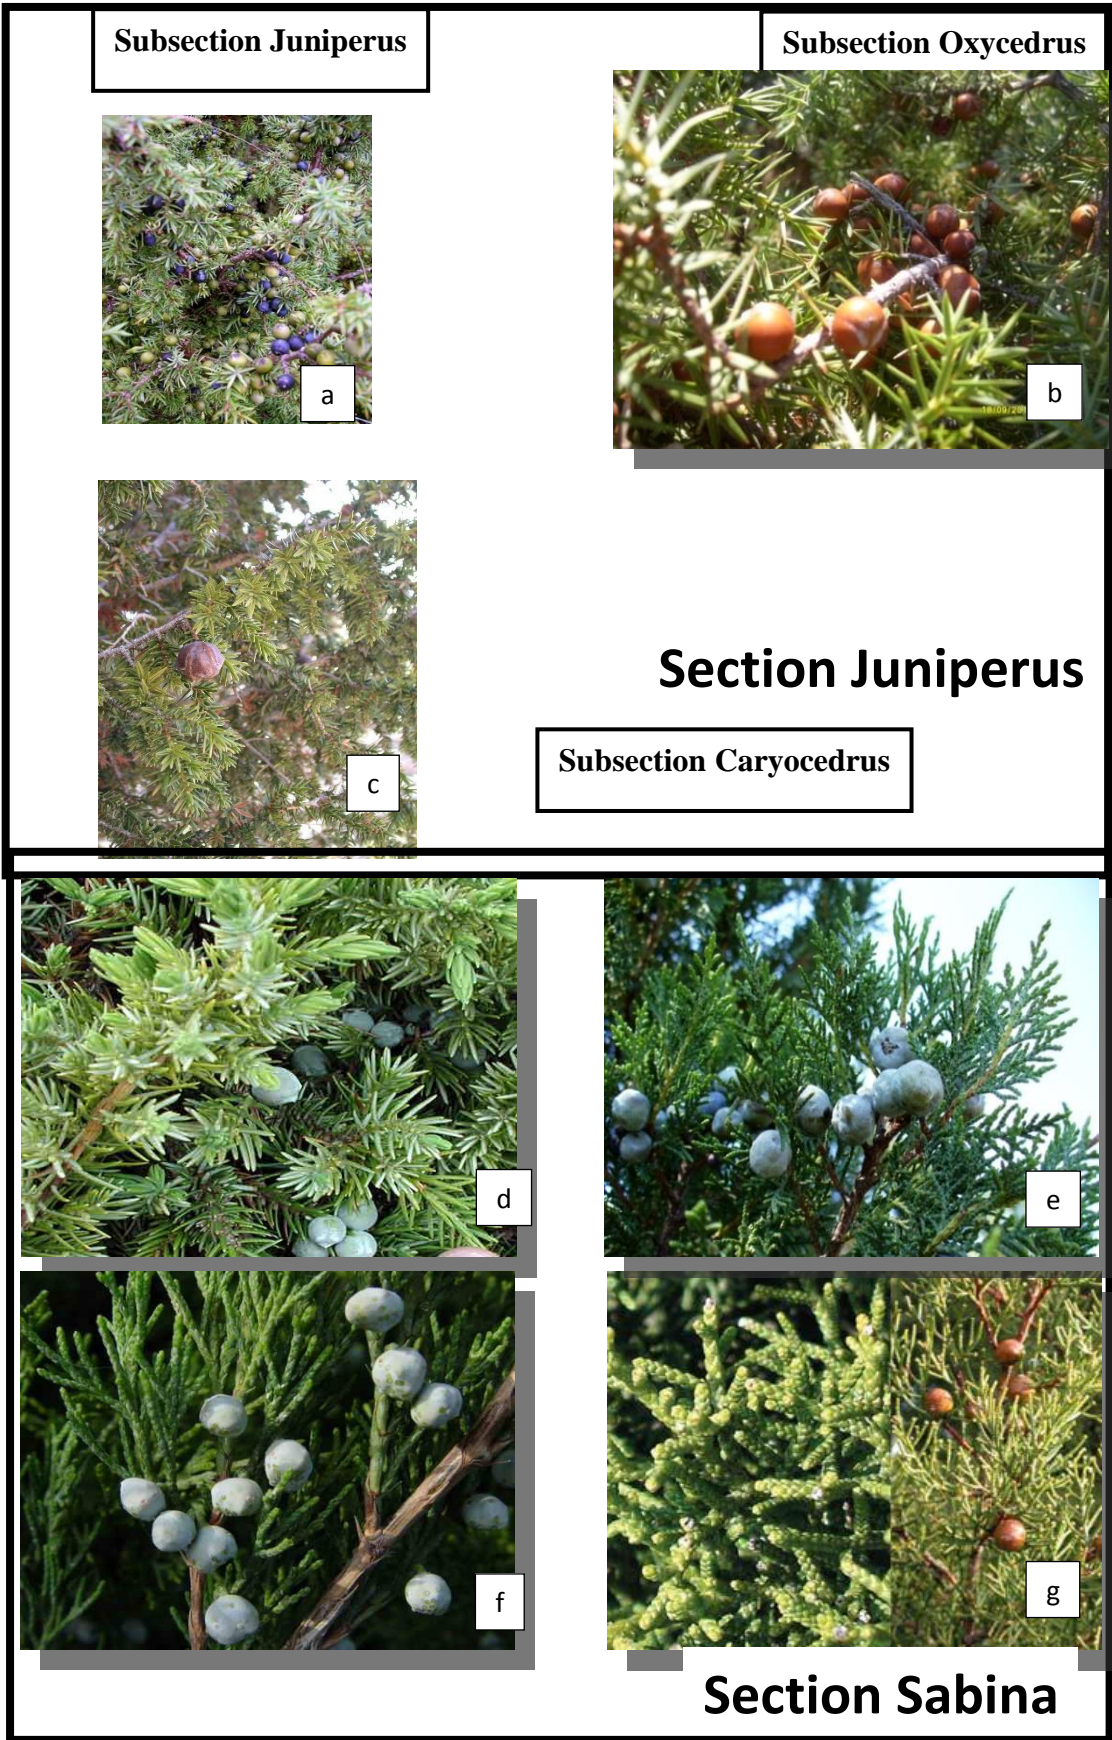 Subsection Juniperus
Subsection Oxycedrus
a
b
c
Section Juniperus
Subsection Caryocedrus
d
e
f
g
Section Sabina